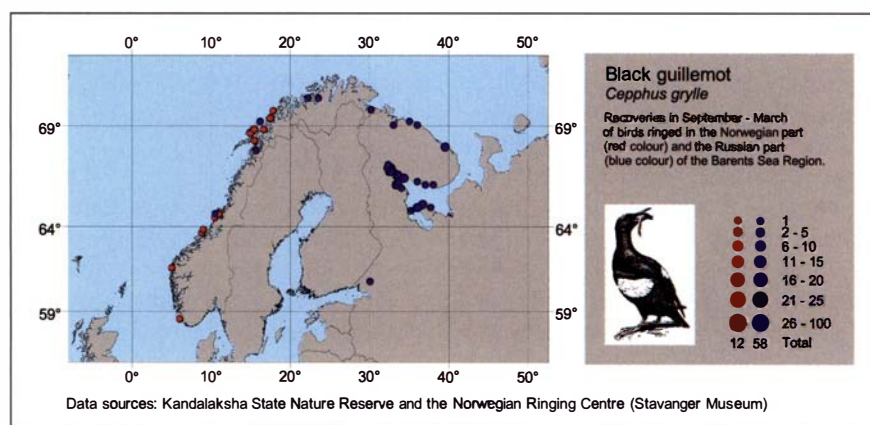 0° 10° 20° 30° 40° 50°
69° 69°
64° 64°
59° 59°
0° 10° 20° 30° 40° 50°
Black guillemot
Cepphus grylle
Recoveries in September - March
of birds ringed in the Norwegian part
(red colour) and the Russian part
(blue colour) of the Barents Sea Region.
1
2 - 5
6 - 10
11 - 15
16 - 20
21 - 25
26 - 100
12 58 Total
Data sources: Kandalaksha State Nature Reserve and the Norwegian Ringing Centre (Stavanger Museum)